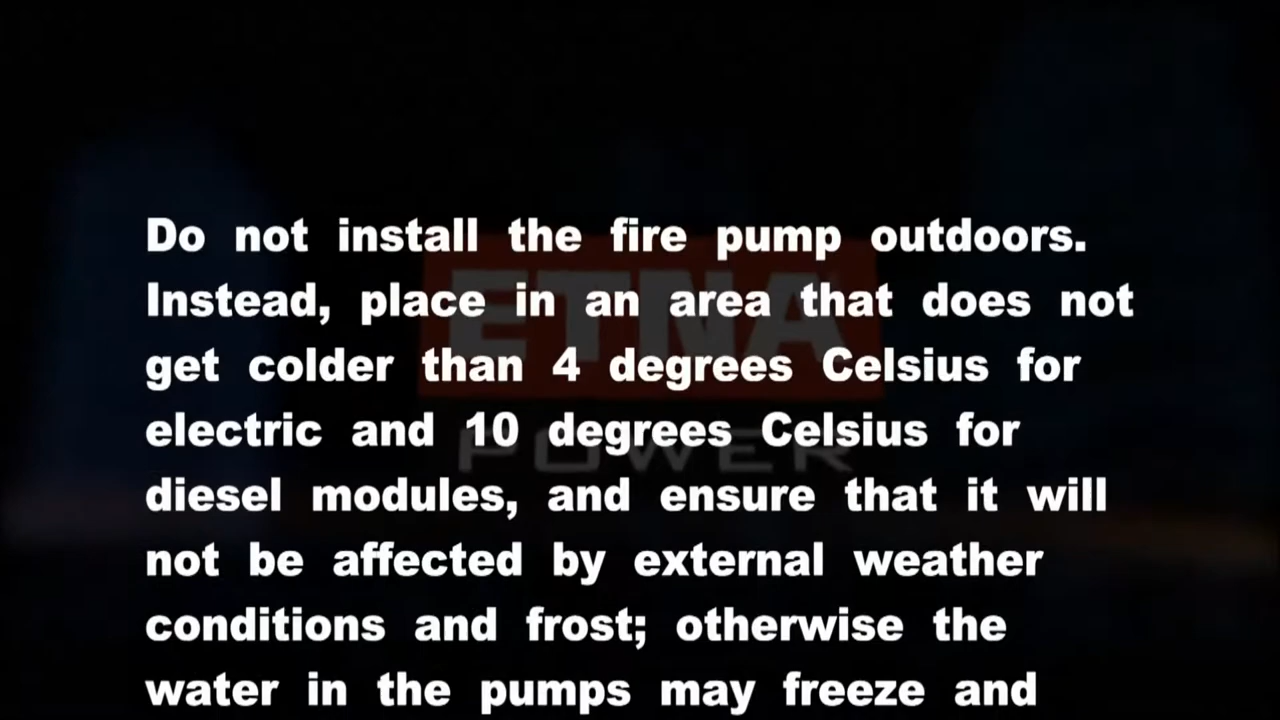 Do not install the fire pump outdoors.
Instead, place in an area that does not
get colder than 4 degrees Celsius for
electric and 10 degrees Celsius for
diesel modules, and ensure that it will
not be affected by external weather
conditions and frost; otherwise the
water in the pumps may freeze and
ETNA
POWER